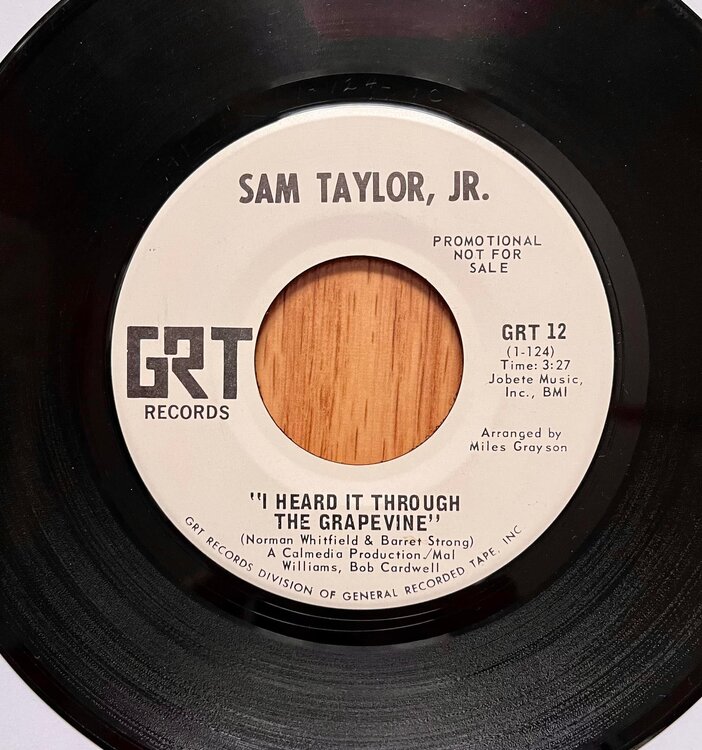 SAM TAYLOR, JR.
PROMOTIONAL
NOT FOR
SALE
GRT
RECORDS
GRT 12
(1-124)
Time: 3:27
Jobete Music,
Inc., BMI
Arranged by
Miles Grayson
"I HEARD IT THROUGH
THE GRAPEVINE"
(Norman Whitfield & Barret Strong)
A Calmedia Production/Mal
Williams, Bob Cardwell
GRT RECORDS DIVISION OF GENERAL RECORDED TAPE, INC